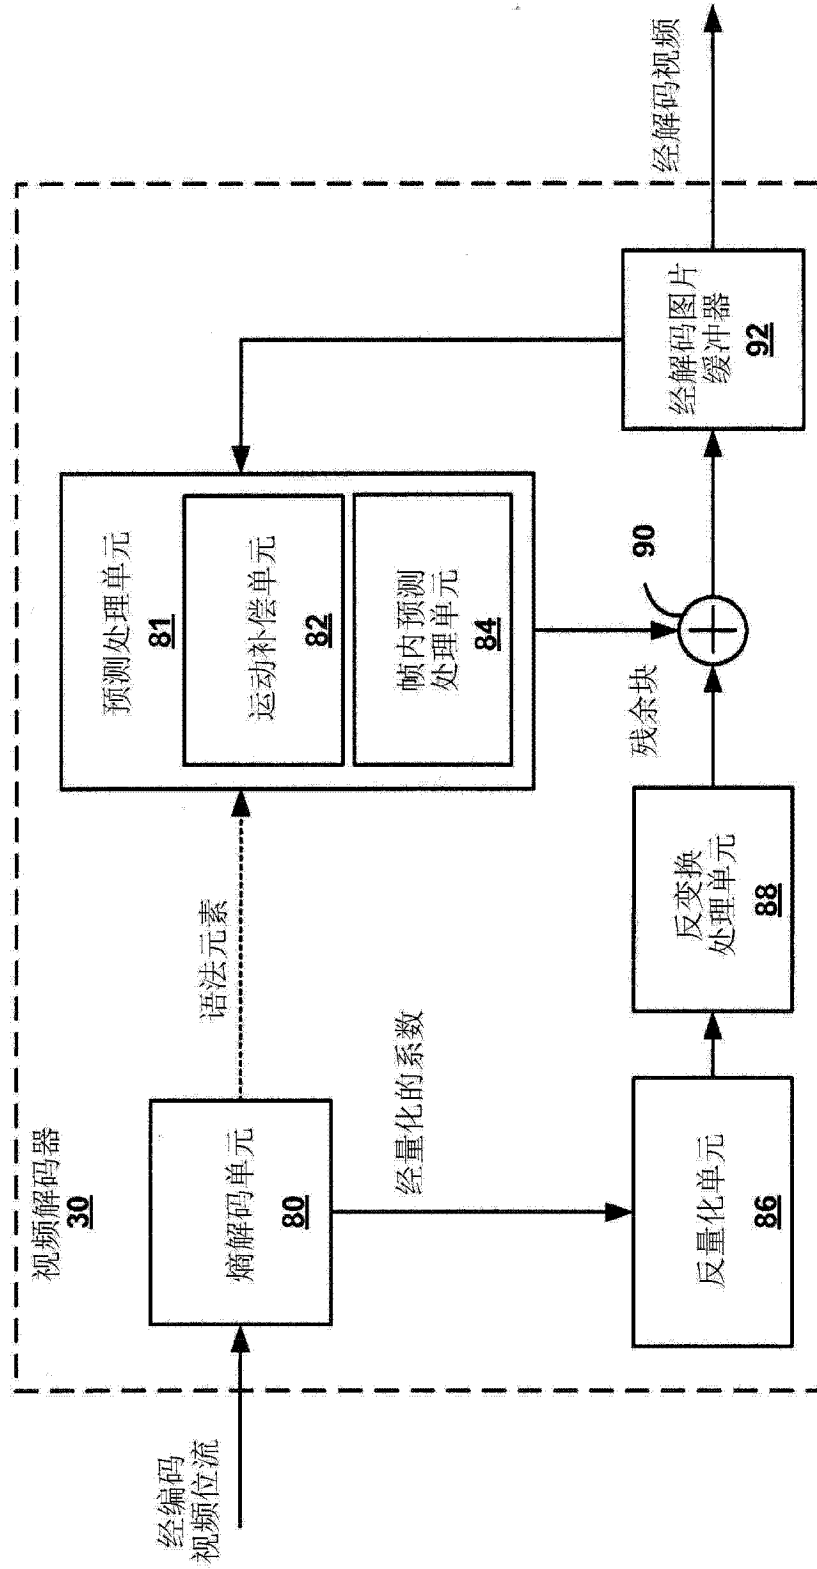 视频解码器
30
经编码
视频位流
熵解码单元
80
语法元素
经量化的系数
预测处理单元
81
运动补偿单元
82
帧内预测
处理单元
84
反量化单元
86
反变换
处理单元
88
残余块
90
经解码图片
缓冲器
92
经解码视频